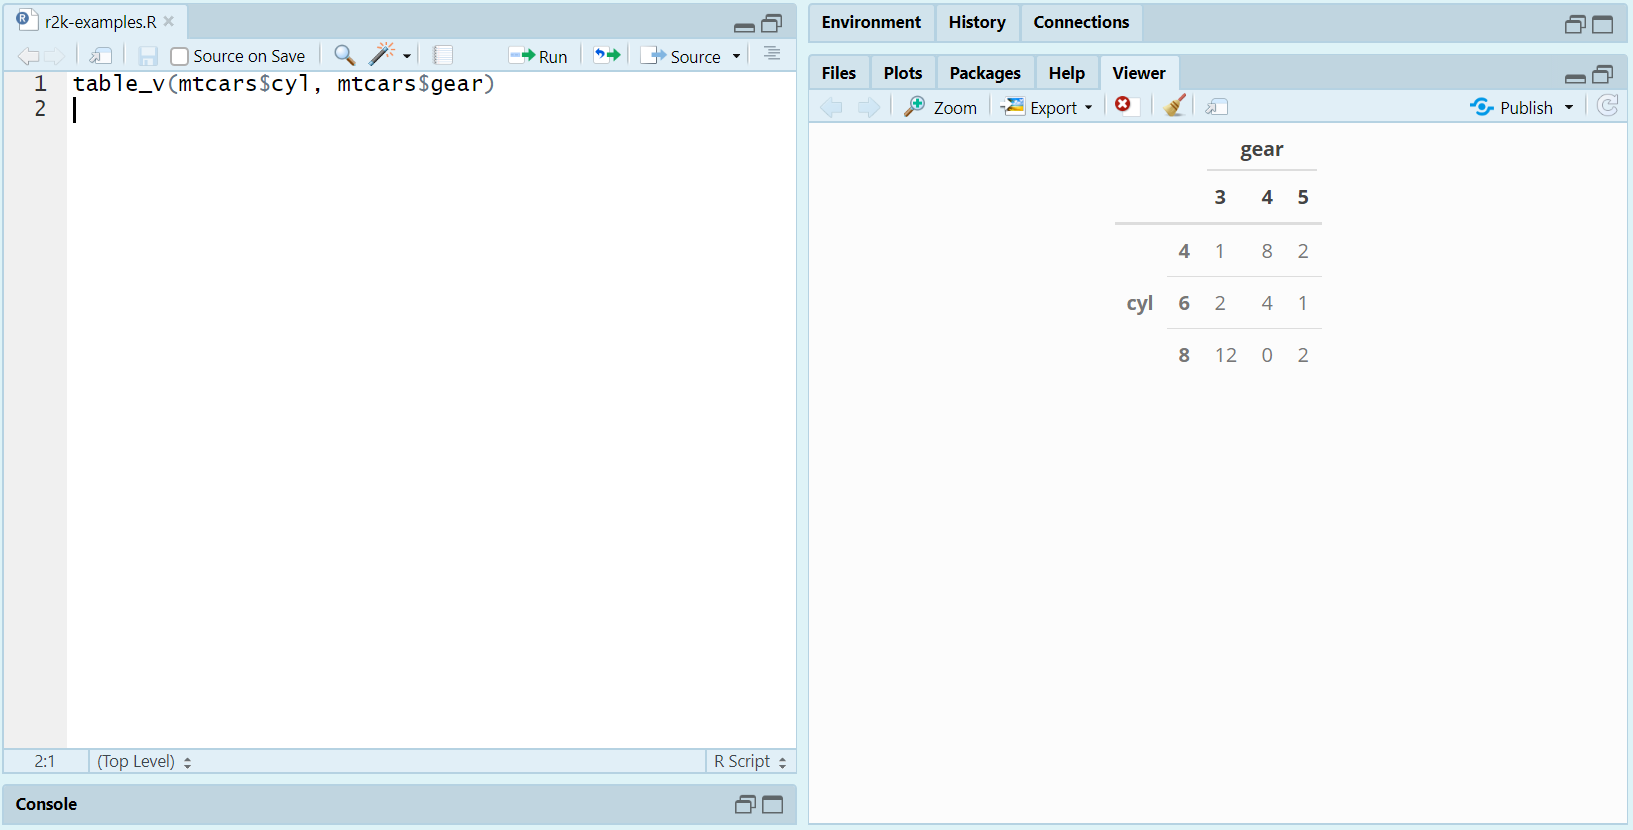 r2k-examples.R
Source on Save
Run
Source
1 table_v(mtcars$cyl, mtcars$gear)
2
2:1 (Top Level) R Script
Console
Environment History Connections
Files Plots Packages Help Viewer
Zoom Export Publish
gear
3 4 5
4 1 8 2
cyl 6 2 4 1
8 12 0 2